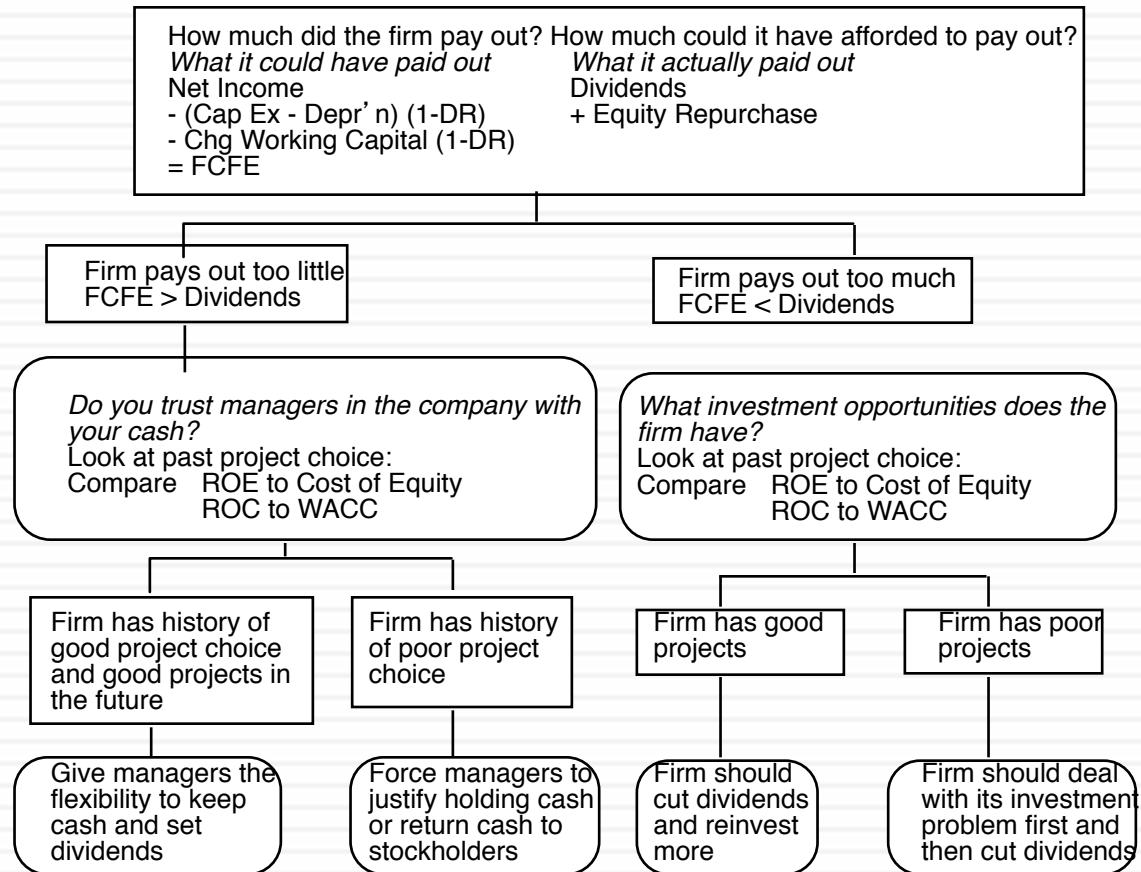 How much did the firm pay out? How much could it have afforded to pay out?
What it could have paid out What it actually paid out
Net Income Dividends
- (Cap Ex - Depr’n) (1-DR) + Equity Repurchase
- Chg Working Capital (1-DR)
= FCFE
Firm pays out too little
FCFE > Dividends
Firm pays out too much
FCFE < Dividends
Do you trust managers in the company with
your cash?
Look at past project choice:
Compare ROE to Cost of Equity
ROC to WACC
What investment opportunities does the
firm have?
Look at past project choice:
Compare ROE to Cost of Equity
ROC to WACC
Firm has history of
good project choice
and good projects in
the future
Firm has history
of poor project
choice
Firm has good
projects
Firm has poor
projects
Give managers the
flexibility to keep
cash and set
dividends
Force managers to
justify holding cash
or return cash to
stockholders
Firm should
cut dividends
and reinvest
more
Firm should deal
with its investment
problem first and
then cut dividends